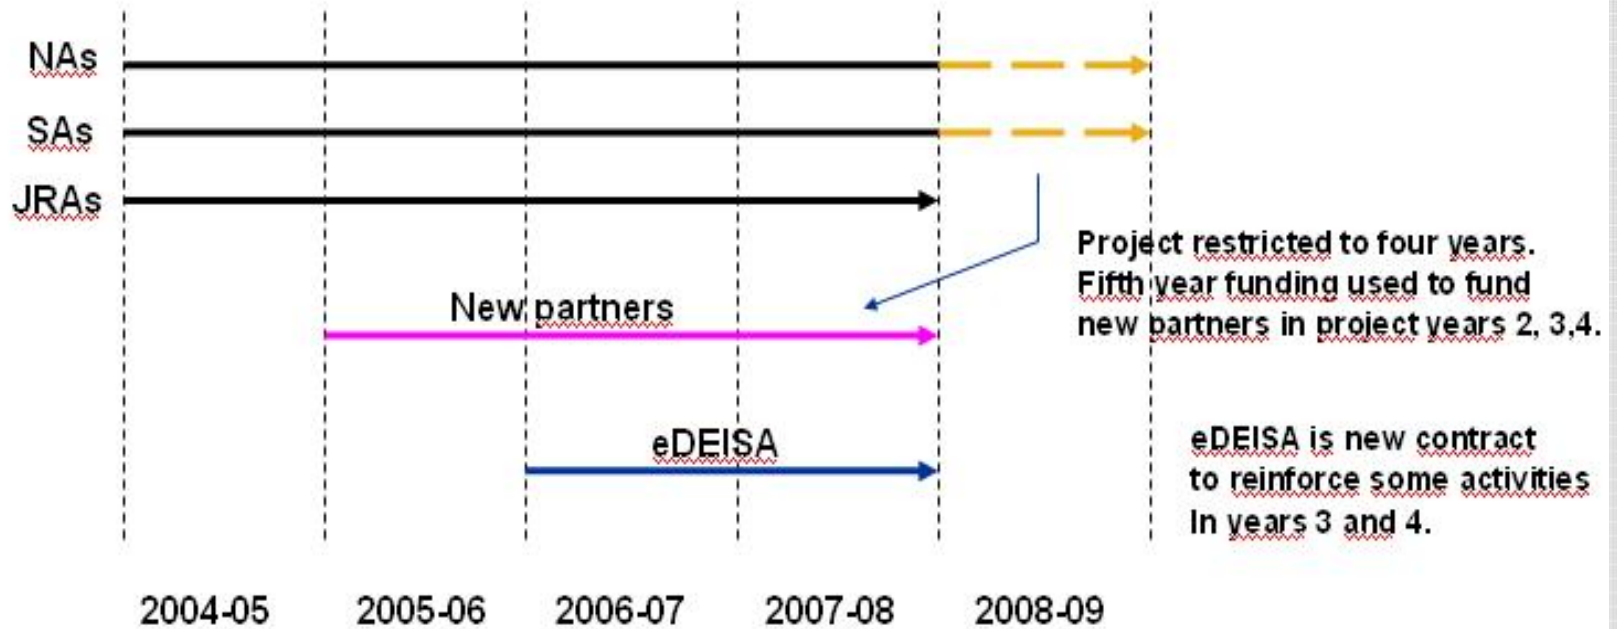 NAs
SAs
JRAs
Project restricted to four years.
Fifth year funding used to fund
new partners in project years 2, 3,4.
New partners
eDEISA
eDEISA is new contract
to reinforce some activities
In years 3 and 4.
2004-05 2005-06 2006-07 2007-08 2008-09